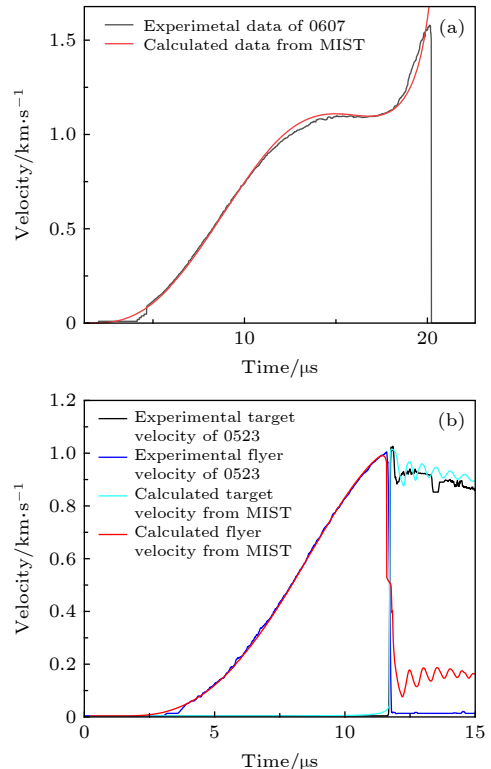 Experimetal data of 0607
Calculated data from MIST
(a)
1.5
1.0
0.5
0
5
10
15
20
Velocity/km·s⁻¹
Time/μs
(b)
Experimental target
velocity of 0523
Experimental flyer
velocity of 0523
Calculated target
velocity from MIST
Calculated flyer
velocity from MIST
1.2
1.0
0.8
0.6
0.4
0.2
0
0
5
10
15
Velocity/km·s⁻¹
Time/μs